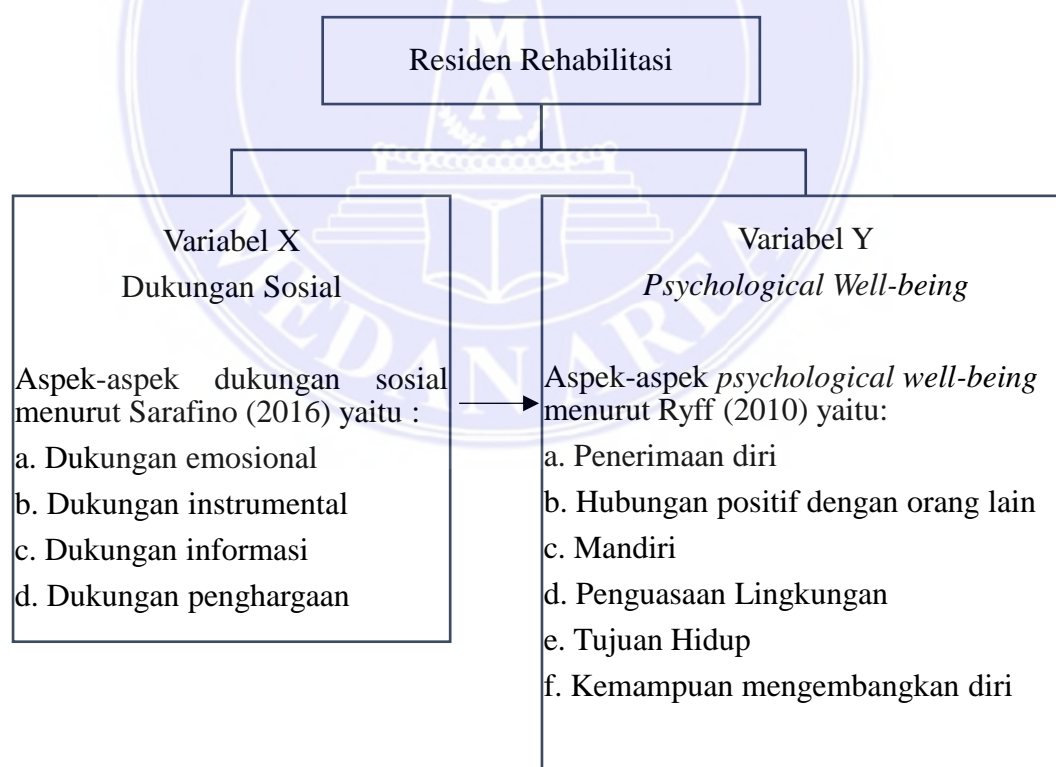 Residen Rehabilitasi
Variabel X
Dukungan Sosial
Aspek-aspek dukungan sosial
menurut Sarafino (2016) yaitu :
a. Dukungan emosional
b. Dukungan instrumental
c. Dukungan informasi
d. Dukungan penghargaan
Variabel Y
Psychological Well-being
Aspek-aspek psychological well-being
menurut Ryff (2010) yaitu:
a. Penerimaan diri
b. Hubungan positif dengan orang lain
c. Mandiri
d. Penguasaan Lingkungan
e. Tujuan Hidup
f. Kemampuan mengembangkan diri
M
A
MEDAN AREA